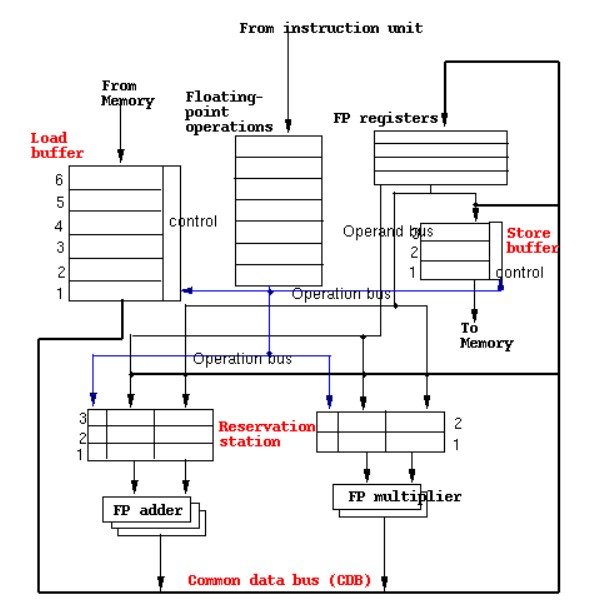 From instruction unit
From
Memory
Floating-
point
operations
FP registers
Load
buffer
6
5
4
3
2
1
control
Operand bus
3
2
1
Store
buffer
control
Operation bus
To
Memory
Operation bus
3
2
1
Reservation
station
2
1
FP adder
FP multiplier
Common data bus (CDB)